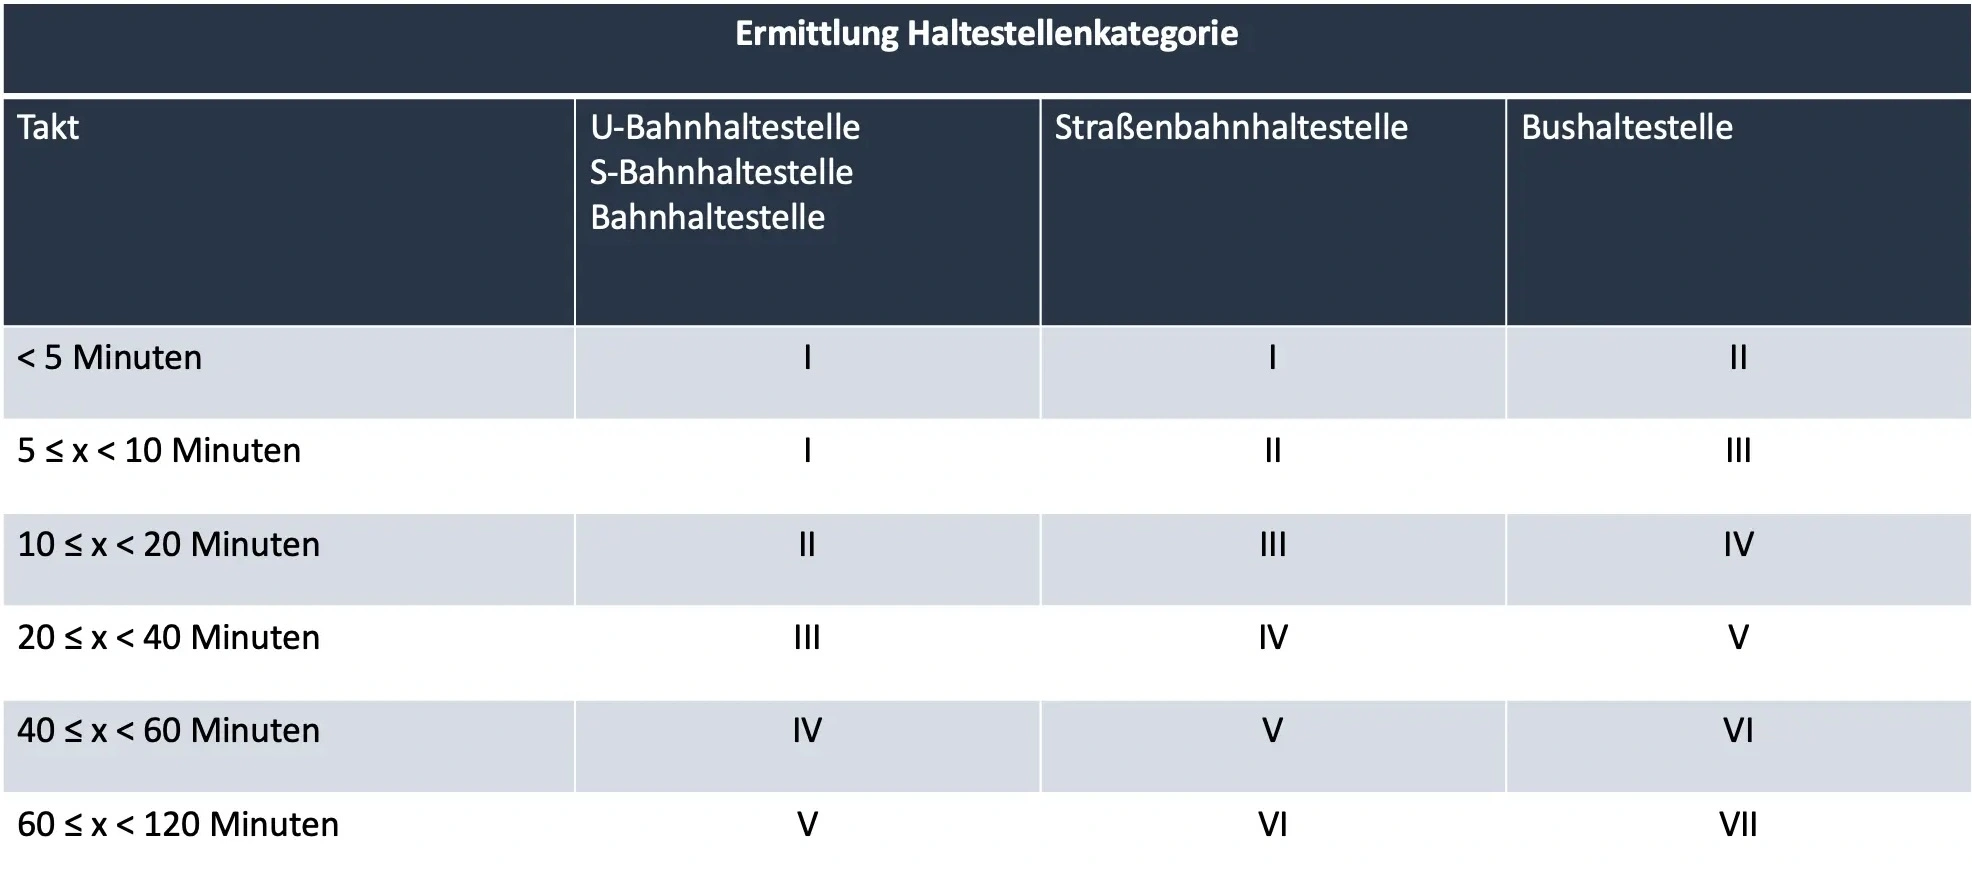 Ermittlung Haltestellenkategorie
Takt
U-Bahnhaltestelle
S-Bahnhaltestelle
Bahnhaltestelle
Straßenbahnhaltestelle
Bushaltestelle
< 5 Minuten I I II
5 ≤ x < 10 Minuten I II III
10 ≤ x < 20 Minuten II III IV
20 ≤ x < 40 Minuten III IV V
40 ≤ x < 60 Minuten IV V VI
60 ≤ x < 120 Minuten V VI VII